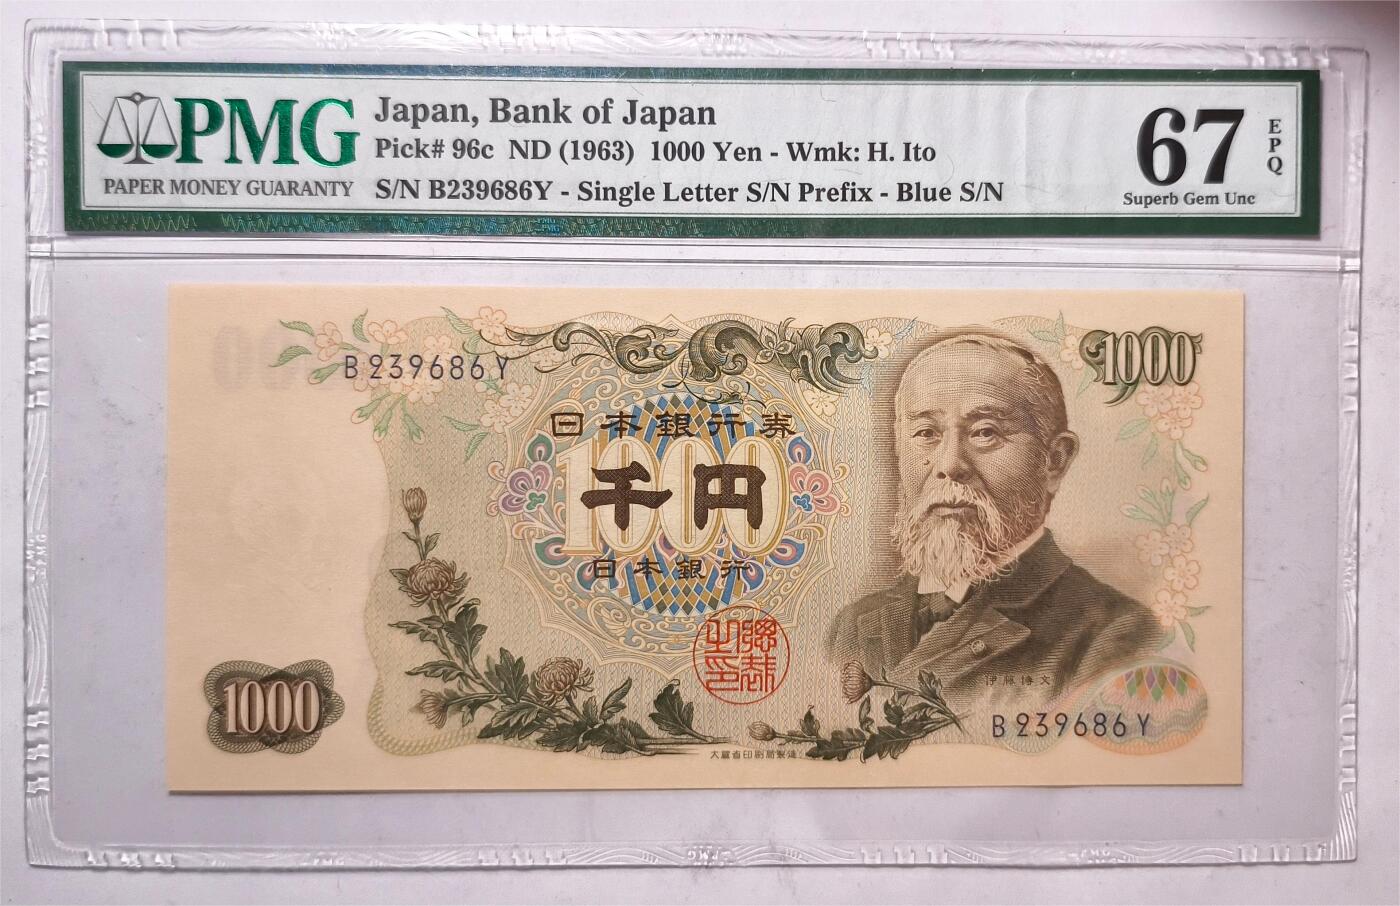 PMG
PAPER MONEY GUARANTY
Japan, Bank of Japan
Pick# 96c ND (1963) 1000 Yen - Wmk: H. Ito
S/N B239686Y - Single Letter S/N Prefix - Blue S/N
67
EPQ
Superb Gem Unc
B239686Y
1000
日本銀行券
1000
千円
日本銀行
伊藤博文
1000
B239686Y
大蔵省印刷局製造